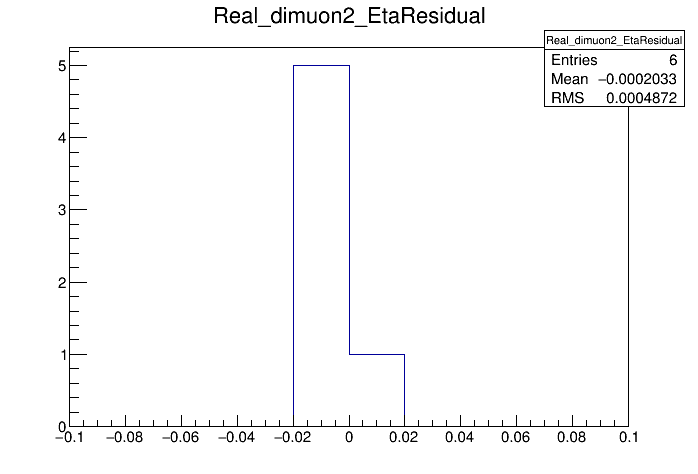 Real_dimuon2_EtaResidual
Real_dimuon2_EtaResidual
Entries 6
Mean −0.0002033
RMS 0.0004872
5
4
3
2
1
0
−0.1 −0.08 −0.06 −0.04 −0.02 0 0.02 0.04 0.06 0.08 0.1